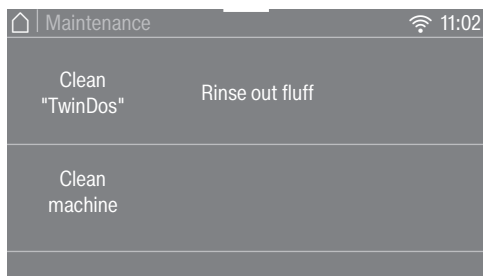 Maintenance 11:02
Clean
"TwinDos"
Rinse out fluff
Clean
machine